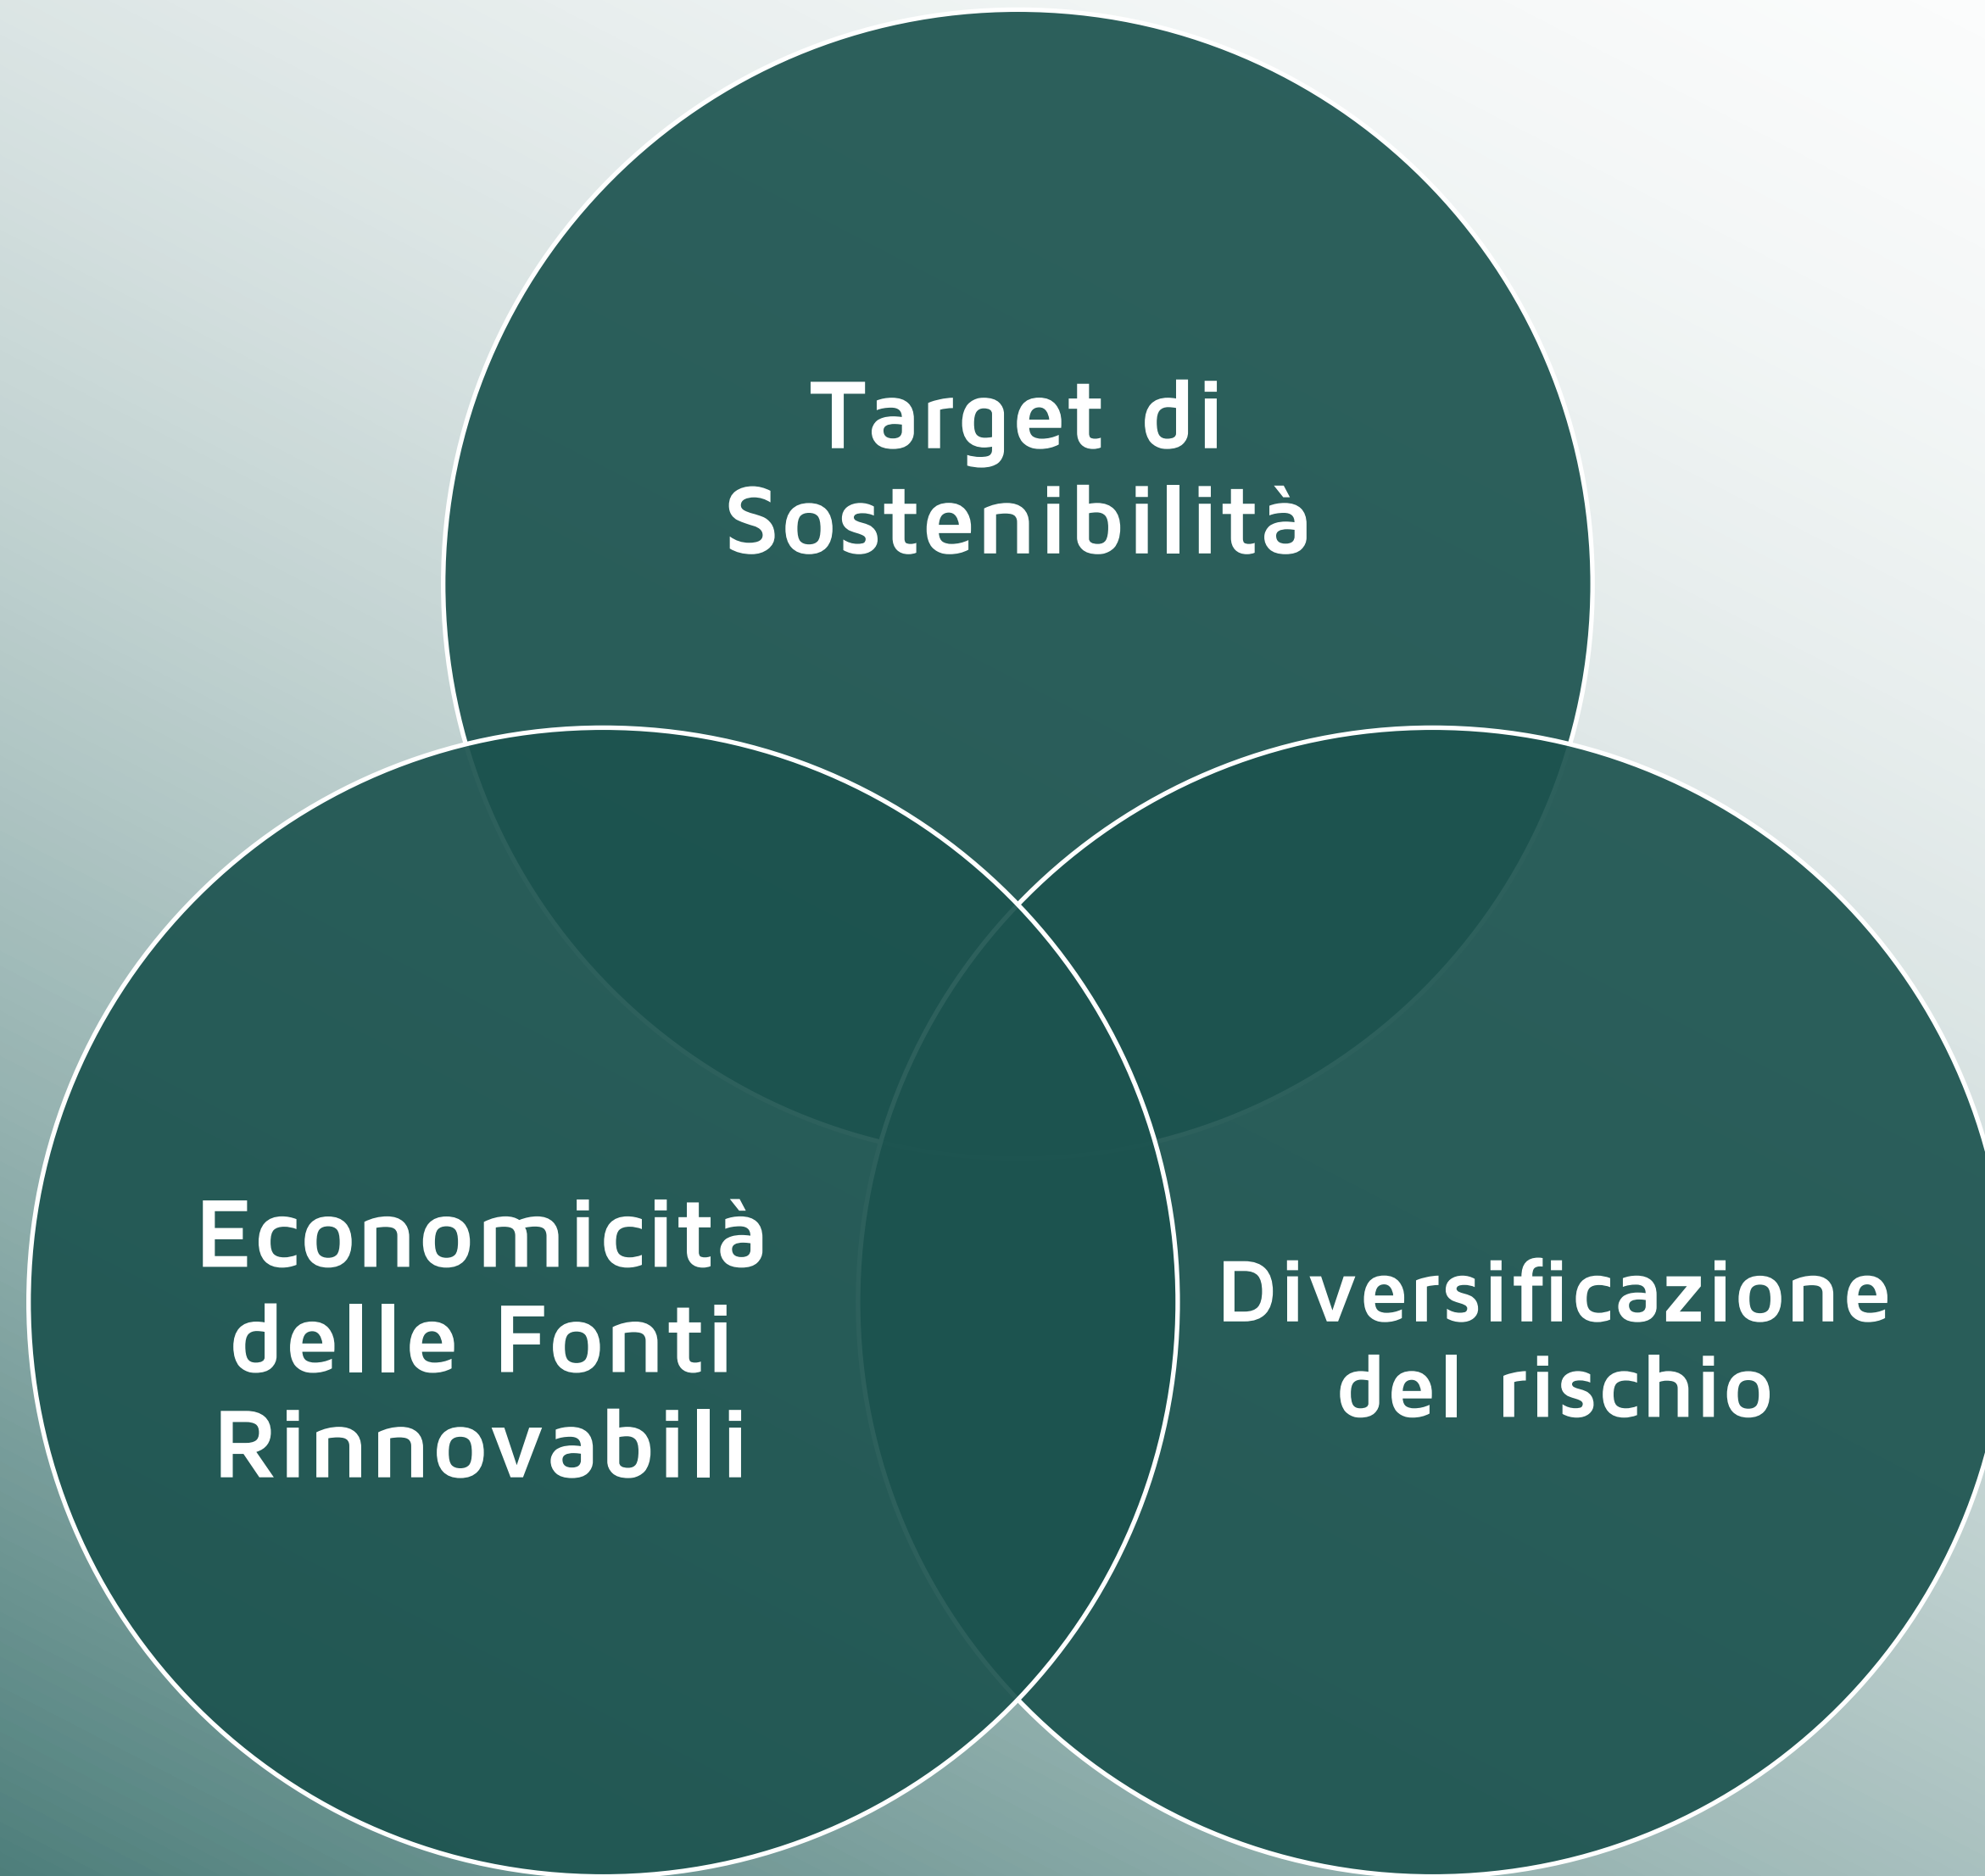 Target di
Sostenibilità
Economicità
delle Fonti
Rinnovabili
Diversificazione
del rischio